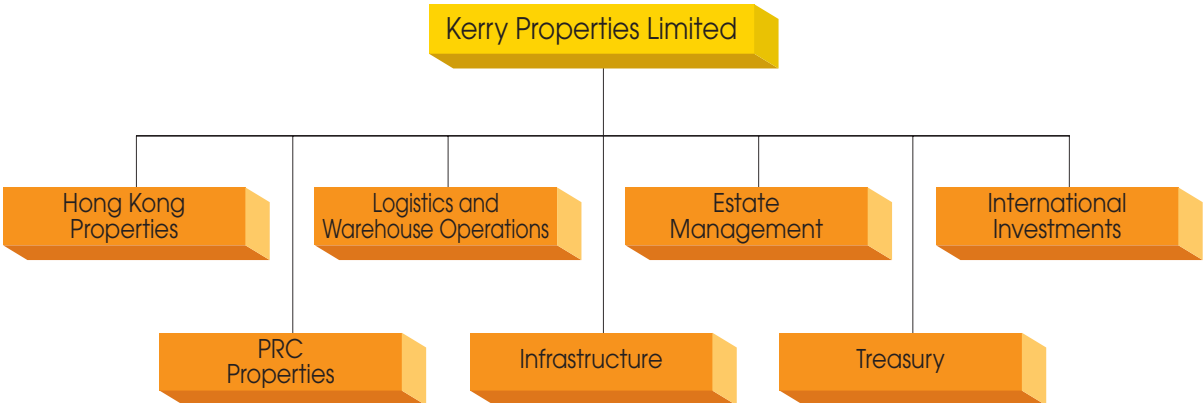 Kerry Properties Limited
Hong Kong
Properties
Logistics and
Warehouse Operations
Estate
Management
International
Investments
PRC
Properties
Infrastructure
Treasury